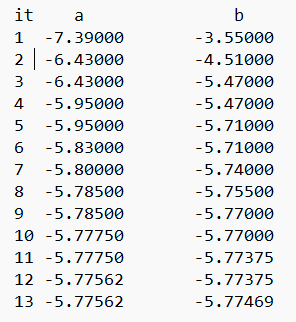 it a b
1 -7.39000 -3.55000
2 -6.43000 -4.51000
3 -6.43000 -5.47000
4 -5.95000 -5.47000
5 -5.95000 -5.71000
6 -5.83000 -5.71000
7 -5.80000 -5.74000
8 -5.78500 -5.75500
9 -5.78500 -5.77000
10 -5.77750 -5.77000
11 -5.77750 -5.77375
12 -5.77562 -5.77375
13 -5.77562 -5.77469